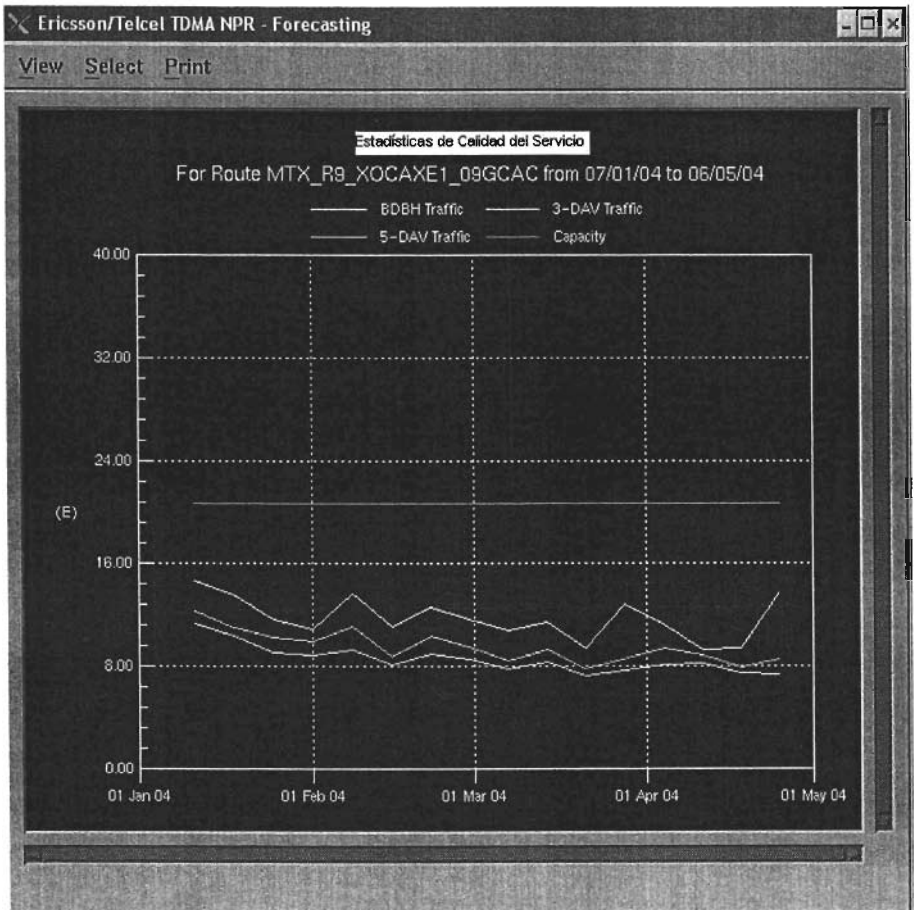 Ericsson/Telcel TDMA NPR - Forecasting
View Select Print
Estadísticas de Calidad del Servicio
For Route MTX_R9_XOCAXE1_09GCAC from 07/01/04 to 06/05/04
BDBH Traffic 3-DAV Traffic
5-DAV Traffic Capacity
40.00
32.00
24.00
(E)
16.00
8.00
0.00
01 Jan 04 01 Feb 04 01 Mar 04 01 Apr 04 01 May 04